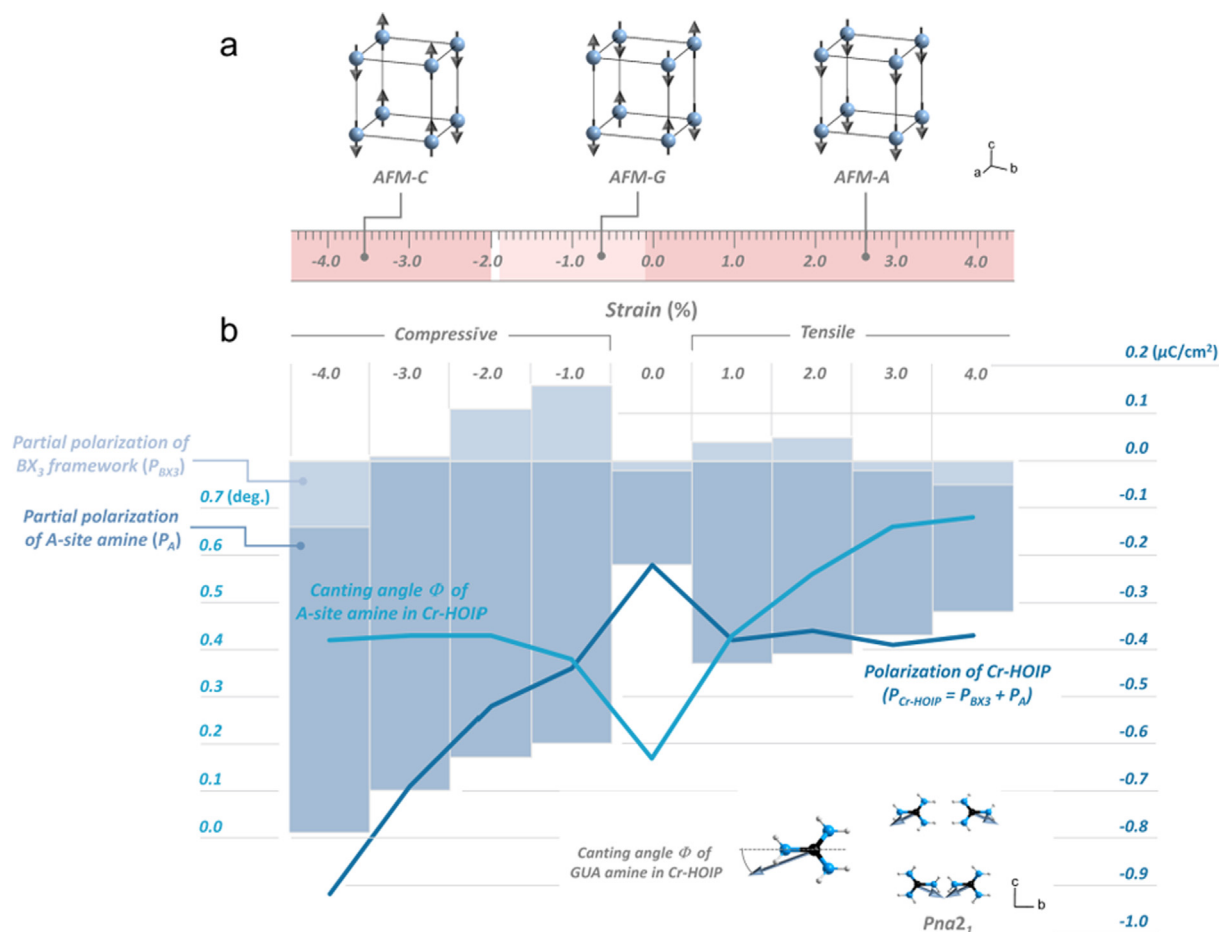 a
AFM-C
AFM-G
AFM-A
c
a
b
-4.0 -3.0 -2.0 -1.0 0.0 1.0 2.0 3.0 4.0
Strain (%)
b
Compressive
Tensile
0.2 (μC/cm²)
-4.0 -3.0 -2.0 -1.0 0.0 1.0 2.0 3.0 4.0
0.1
Partial polarization of
BX₃ framework (P_BX3)
0.0
0.7 (deg.)
-0.1
Partial polarization
of A-site amine (P_A)
0.6
-0.2
Canting angle Φ of
A-site amine in Cr-HOIP
0.5
-0.3
0.4
-0.4
Polarization of Cr-HOIP
(P_Cr-HOIP = P_BX3 + P_A)
0.3
-0.5
0.2
-0.6
0.1
-0.7
0.0
-0.8
Canting angle Φ of
GUA amine in Cr-HOIP
-0.9
c
b
Pna2₁
-1.0